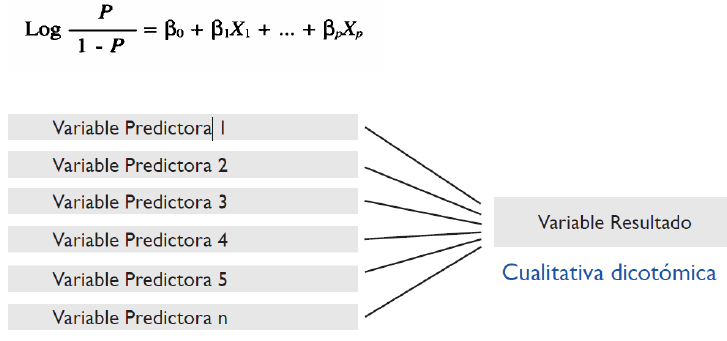 Log P / 1 - P = β₀ + β₁X₁ + ... + βₚXₚ
Variable Predictora 1
Variable Predictora 2
Variable Predictora 3
Variable Predictora 4
Variable Predictora 5
Variable Predictora n
Variable Resultado
Cualitativa dicotómica